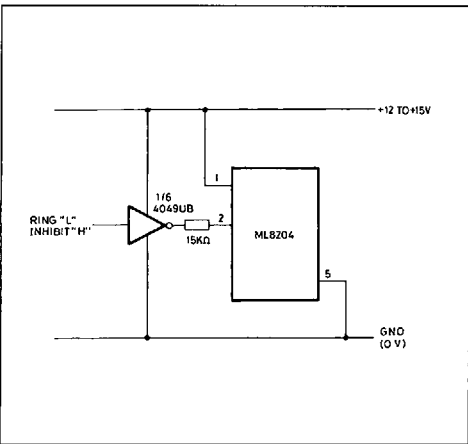 +12 TO +15V
1
1/6
4049UB
RING "L"
INHIBIT "H"
2
15KΩ
ML8204
5
GND
(0 V)